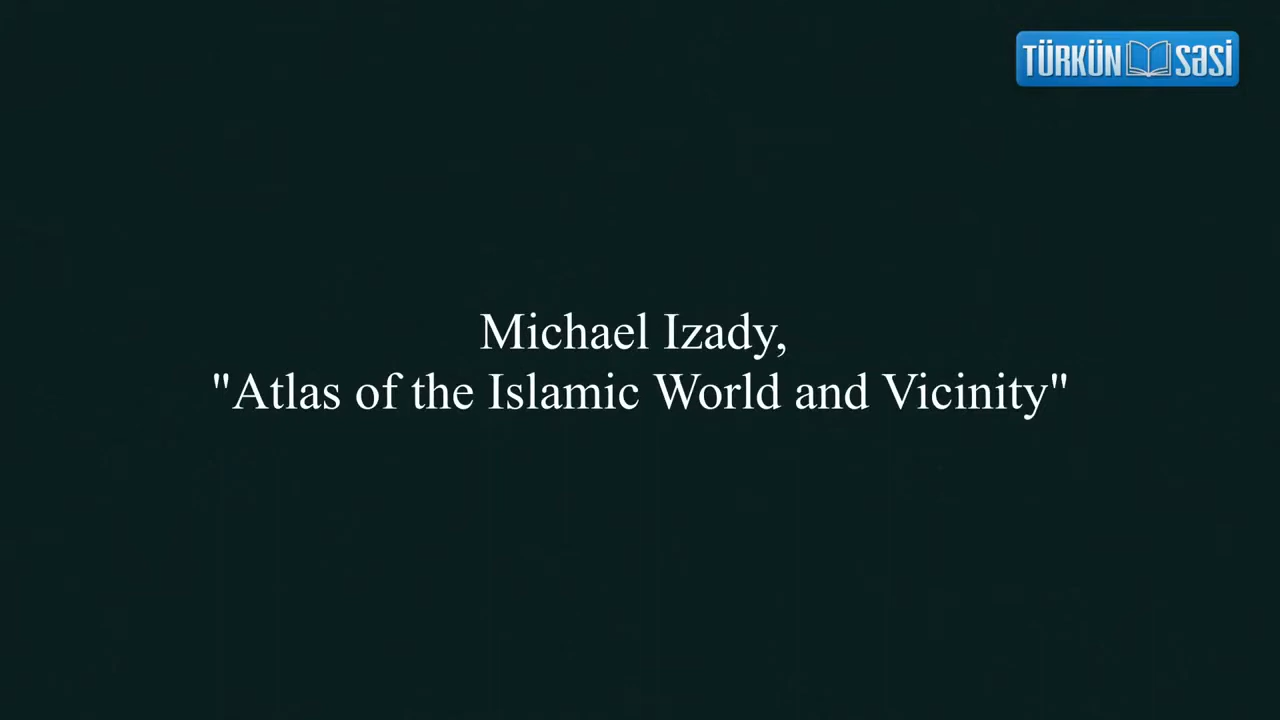 TÜRKÜN SƏSİ
Michael Izady,
"Atlas of the Islamic World and Vicinity"